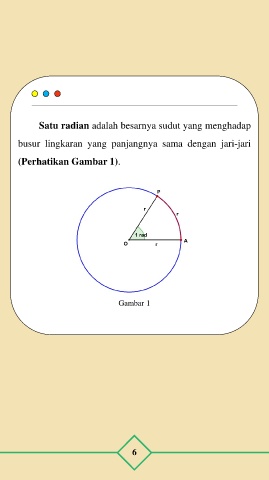 Satu radian adalah besarnya sudut yang menghadap
busur lingkaran yang panjangnya sama dengan jari-jari
(Perhatikan Gambar 1).
P
r
r
1 rad
O
r
A
Gambar 1
6